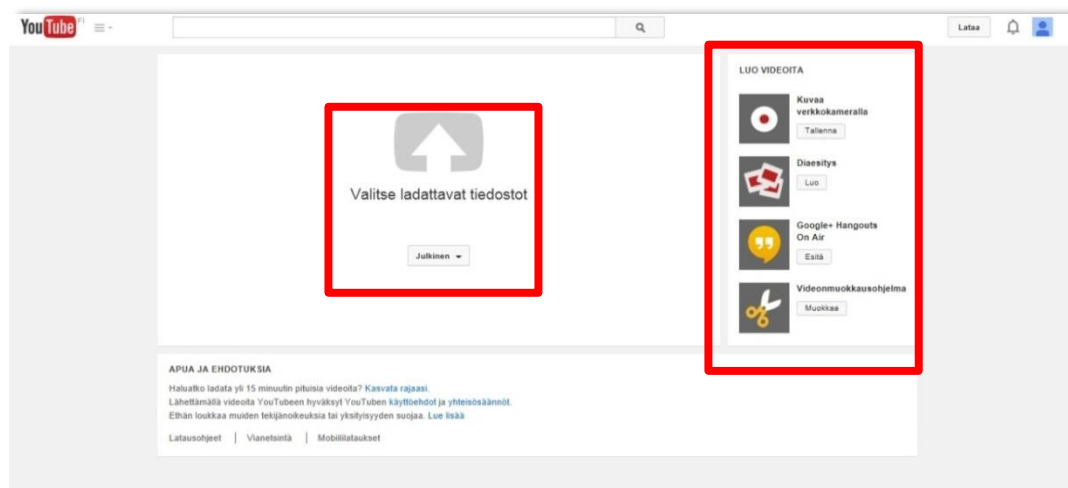 YouTube FI
Lataa
LUO VIDEOITA
Kuvaa
verkkokameralla
Tallenna
Valitse ladattavat tiedostot
Diaesitys
Luo
Google+ Hangouts
On Air
Julkinen
Esitä
Videonmuokkausohjelma
Muokkaa
APUA JA EHDOTUKSIA
Haluatko ladata yli 15 minuutin pituisia videoita? Kasvata rajaasi.
Lähettämällä videoita YouTubeen hyväksyt YouTuben käyttöehdot ja yhteisösäännöt.
Ethän loukkaa muiden tekijänoikeuksia tai yksityisyyden suojaa. Lue lisää
Latausohjeet | Vianetsintä | Mobiililataukset